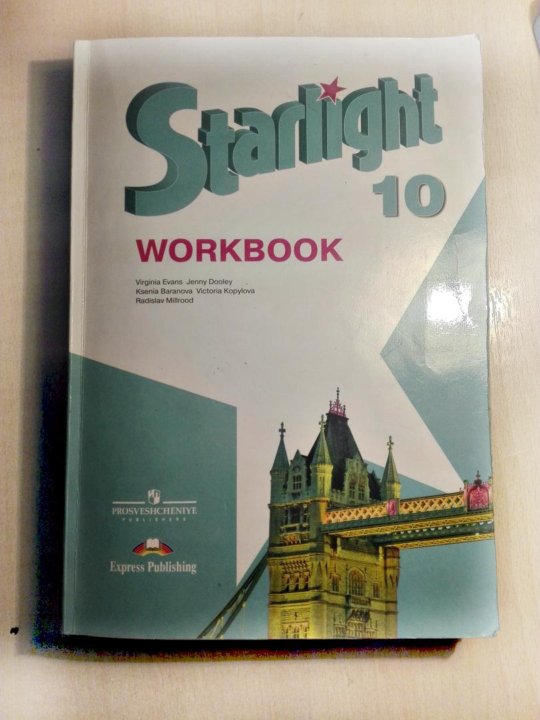 Starlight
10
WORKBOOK
Virginia Evans Jenny Dooley
Ksenia Baranova Victoria Kopylova
Radislav Millrood
PROSVESHCHENIYE
PUBLISHERS
Express Publishing